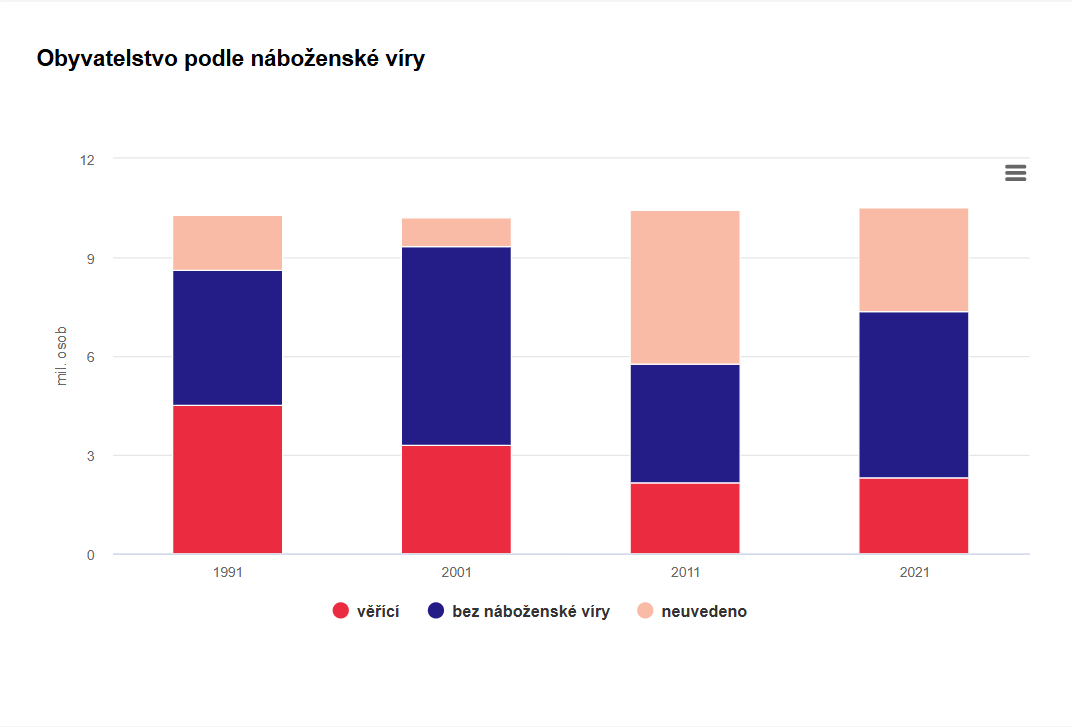 Obyvatelstvo podle náboženské víry
12
9
6
3
0
mil. osob
1991 2001 2011 2021
věřící bez náboženské víry neuvedeno